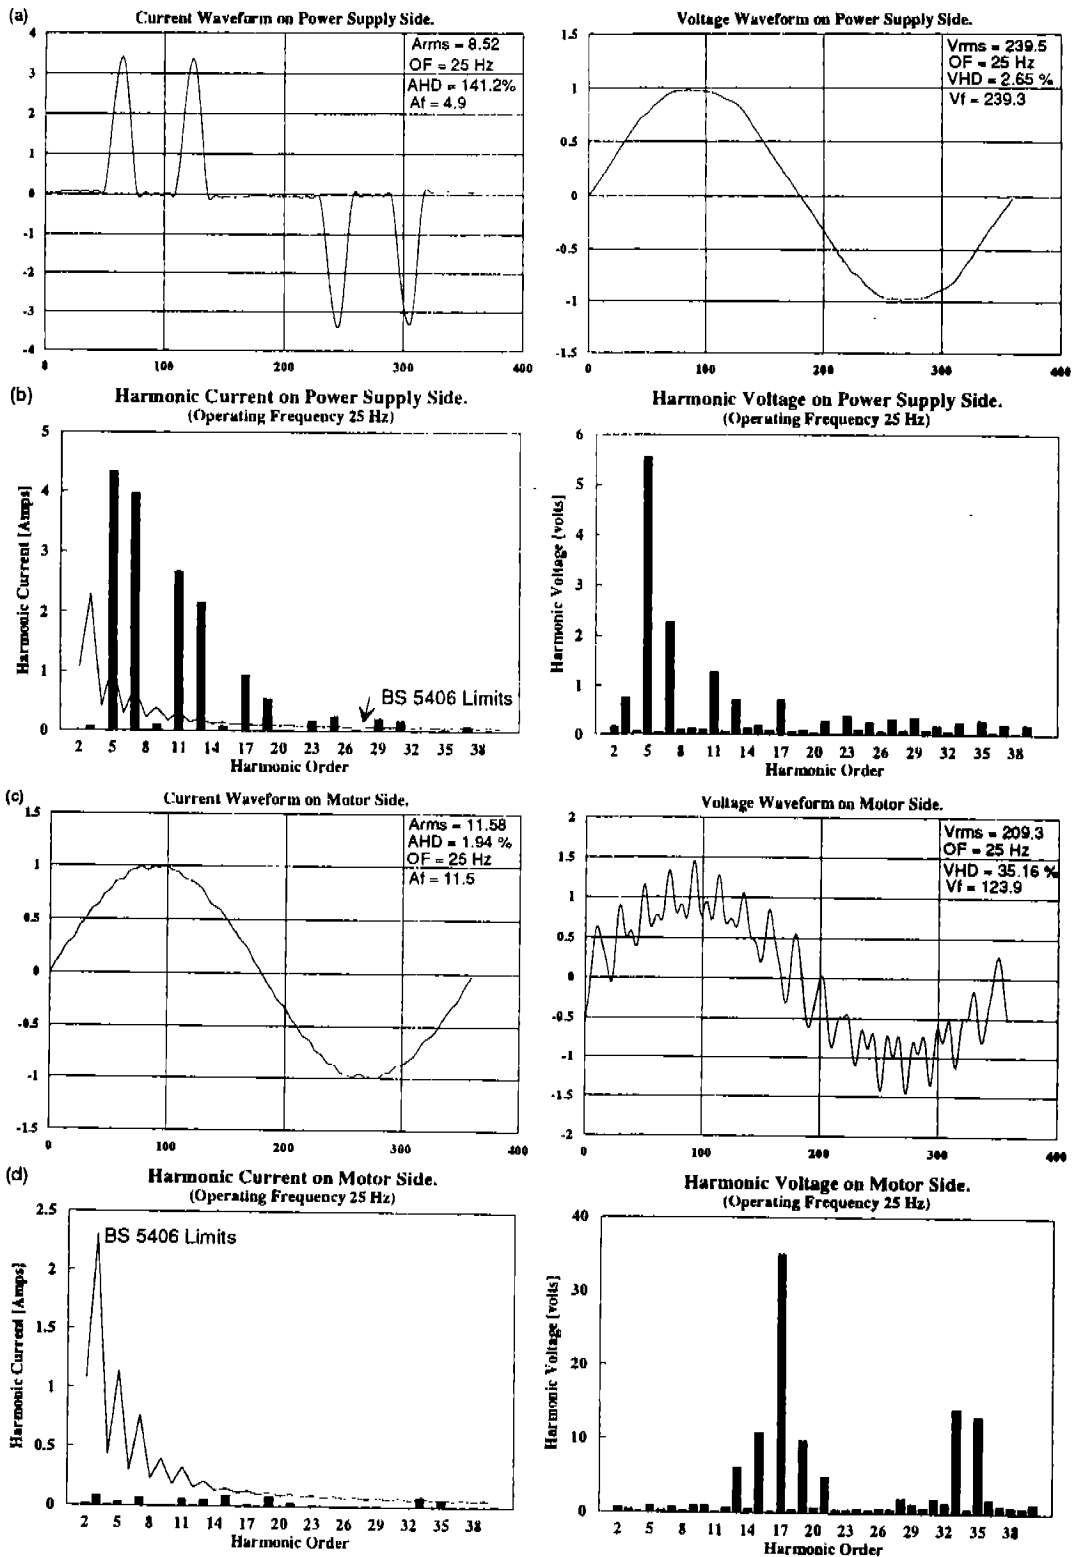 (a)
Current Waveform on Power Supply Side.
4
3
2
1
0
-1
-2
-3
-4
0 100 200 300 400
Arms = 8.52
OF = 25 Hz
AHD = 141.2%
Af = 4.9
Voltage Waveform on Power Supply Side.
1.5
1
0.5
0
-0.5
-1
-1.5
0 100 200 300 400
Vrms = 239.5
OF = 25 Hz
VHD = 2.65 %
Vf = 239.3
(b)
Harmonic Current on Power Supply Side.
(Operating Frequency 25 Hz)
Harmonic Current [Amps]
5
4
3
2
1
0
BS 5406 Limits
2 5 8 11 14 17 20 23 26 29 32 35 38
Harmonic Order
Harmonic Voltage on Power Supply Side.
(Operating Frequency 25 Hz)
Harmonic Voltage [volts]
6
5
4
3
2
1
0
2 5 8 11 14 17 20 23 26 29 32 35 38
Harmonic Order
(c)
Current Waveform on Motor Side.
1.5
1
0.5
0
-0.5
-1
-1.5
0 100 200 300 400
Arms = 11.58
AHD = 1.94 %
OF = 25 Hz
Af = 11.5
Voltage Waveform on Motor Side.
2
1.5
1
0.5
0
-0.5
-1
-1.5
-2
0 100 200 300 400
Vrms = 209.3
OF = 25 Hz
VHD = 35.16 %
Vf = 123.9
(d)
Harmonic Current on Motor Side.
(Operating Frequency 25 Hz)
Harmonic Current [Amps]
2.5
2
1.5
1
0.5
0
BS 5406 Limits
2 5 8 11 14 17 20 23 26 29 32 35 38
Harmonic Order
Harmonic Voltage on Motor Side.
(Operating Frequency 25 Hz)
Harmonic Voltage [volts]
40
30
20
10
0
2 5 8 11 14 17 20 23 26 29 32 35 38
Harmonic Order